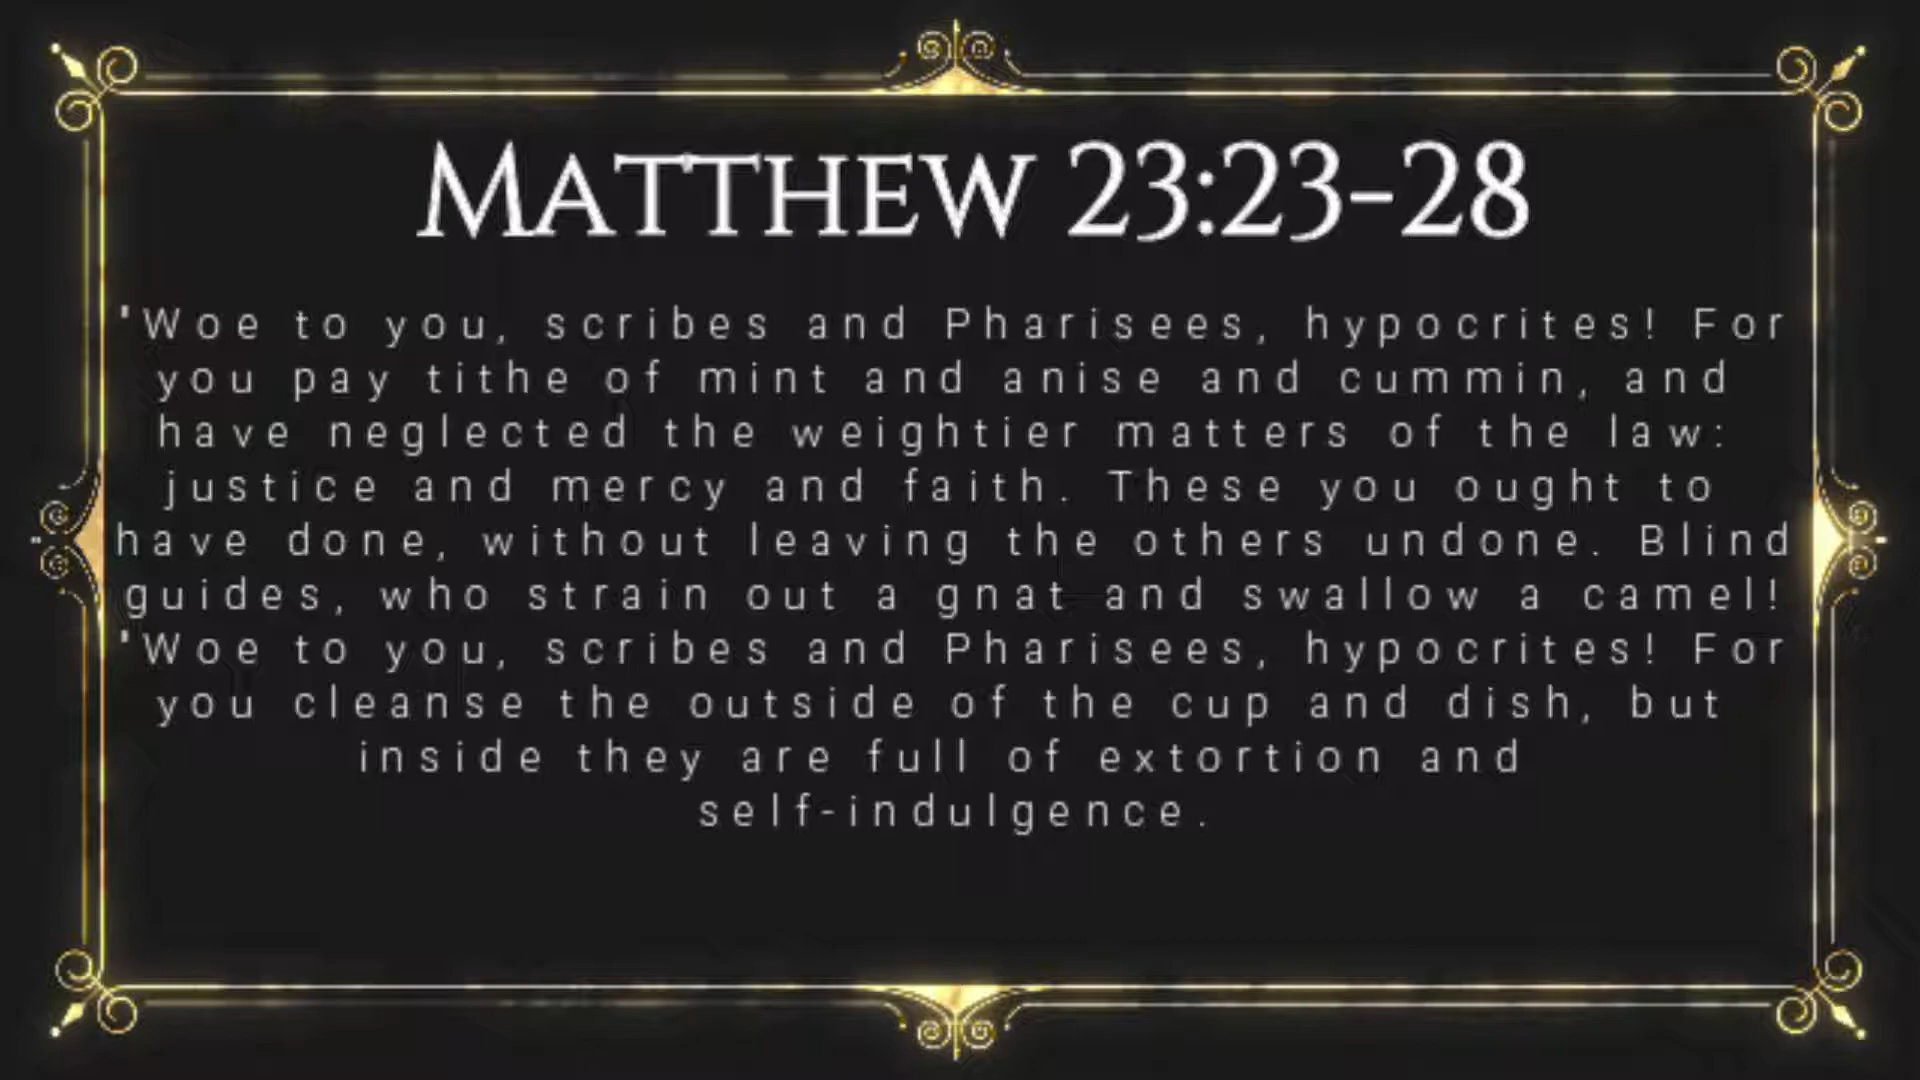 Matthew 23:23-28
"Woe to you, scribes and Pharisees, hypocrites! For
you pay tithe of mint and anise and cummin, and
have neglected the weightier matters of the law:
justice and mercy and faith. These you ought to
have done, without leaving the others undone. Blind
guides, who strain out a gnat and swallow a camel!
"Woe to you, scribes and Pharisees, hypocrites! For
you cleanse the outside of the cup and dish, but
inside they are full of extortion and
self-indulgence.